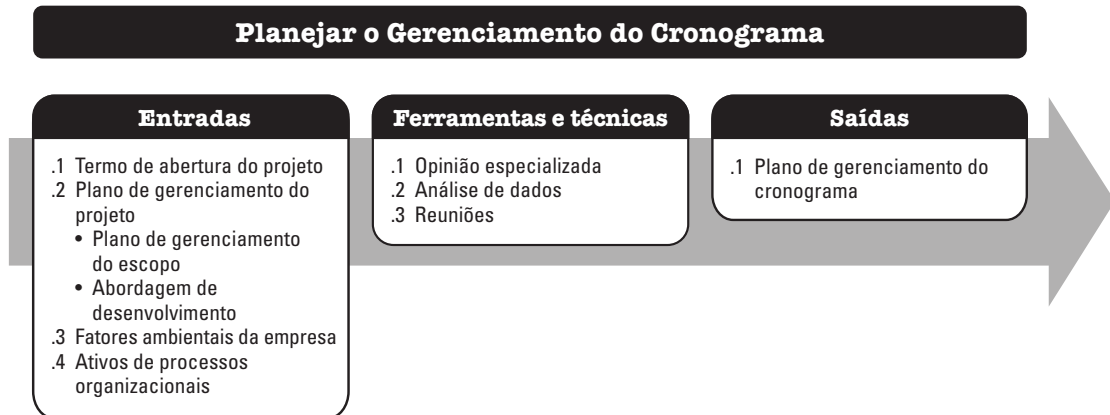 Planejar o Gerenciamento do Cronograma
Entradas
.1 Termo de abertura do projeto
.2 Plano de gerenciamento do
projeto
• Plano de gerenciamento
do escopo
• Abordagem de
desenvolvimento
.3 Fatores ambientais da empresa
.4 Ativos de processos
organizacionais
Ferramentas e técnicas
.1 Opinião especializada
.2 Análise de dados
.3 Reuniões
Saídas
.1 Plano de gerenciamento do
cronograma